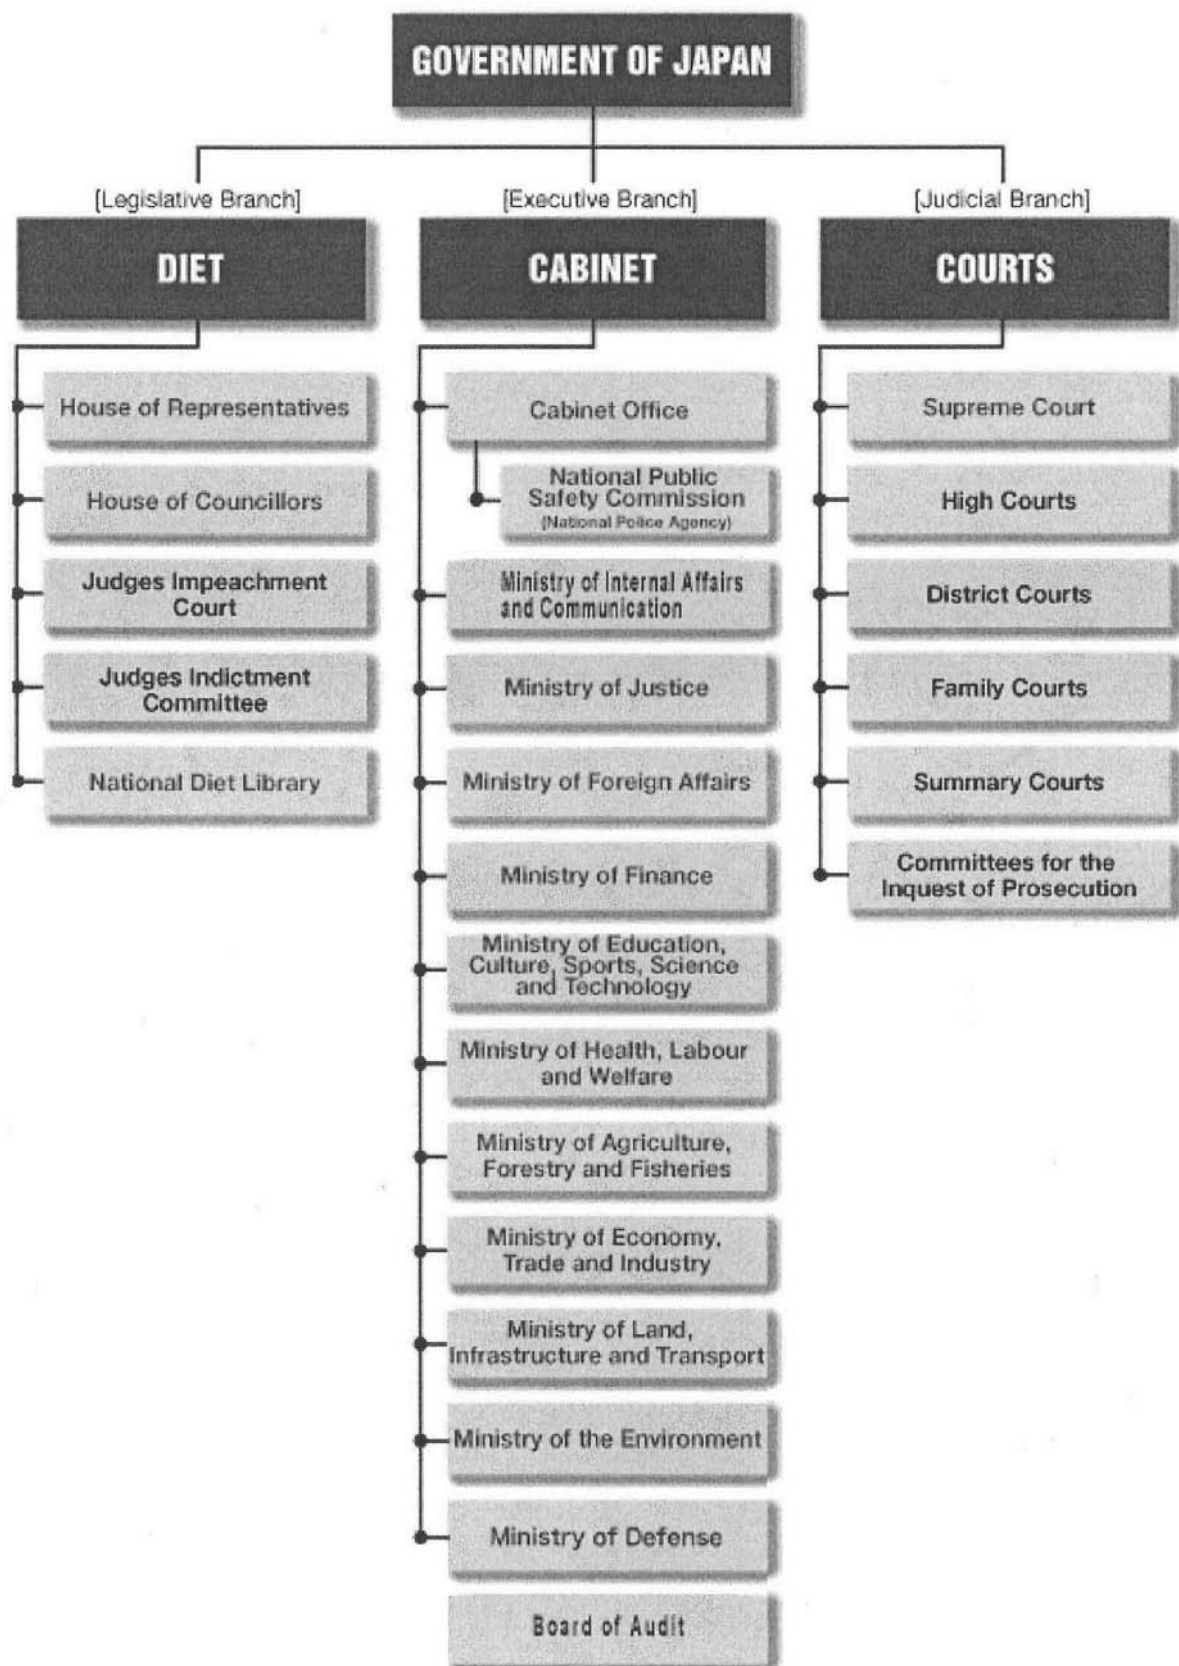 GOVERNMENT OF JAPAN
[Legislative Branch]
DIET
House of Representatives
House of Councillors
Judges Impeachment
Court
Judges Indictment
Committee
National Diet Library
[Executive Branch]
CABINET
Cabinet Office
National Public
Safety Commission
(National Police Agency)
Ministry of Internal Affairs
and Communication
Ministry of Justice
Ministry of Foreign Affairs
Ministry of Finance
Ministry of Education,
Culture, Sports, Science
and Technology
Ministry of Health, Labour
and Welfare
Ministry of Agriculture,
Forestry and Fisheries
Ministry of Economy,
Trade and Industry
Ministry of Land,
Infrastructure and Transport
Ministry of the Environment
Ministry of Defense
Board of Audit
[Judicial Branch]
COURTS
Supreme Court
High Courts
District Courts
Family Courts
Summary Courts
Committees for the
Inquest of Prosecution